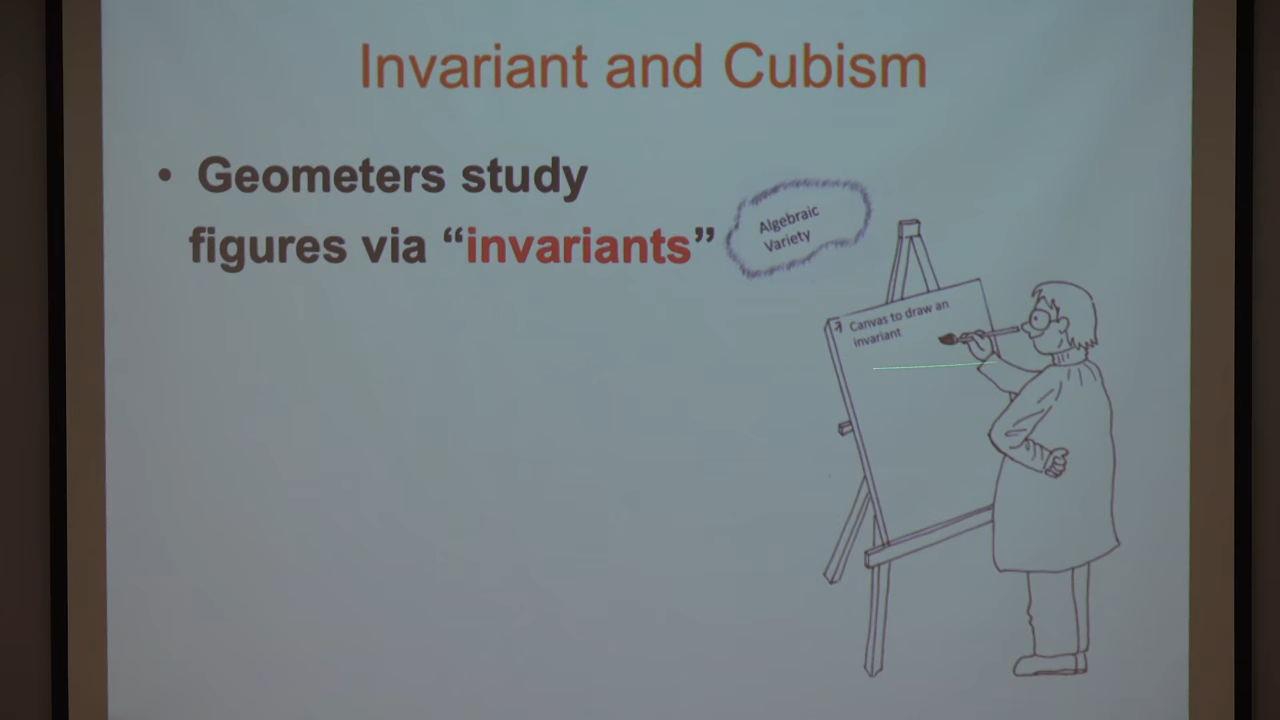 Invariant and Cubism
• Geometers study
figures via “invariants”
Algebraic
Variety
Canvas to draw an
invariant